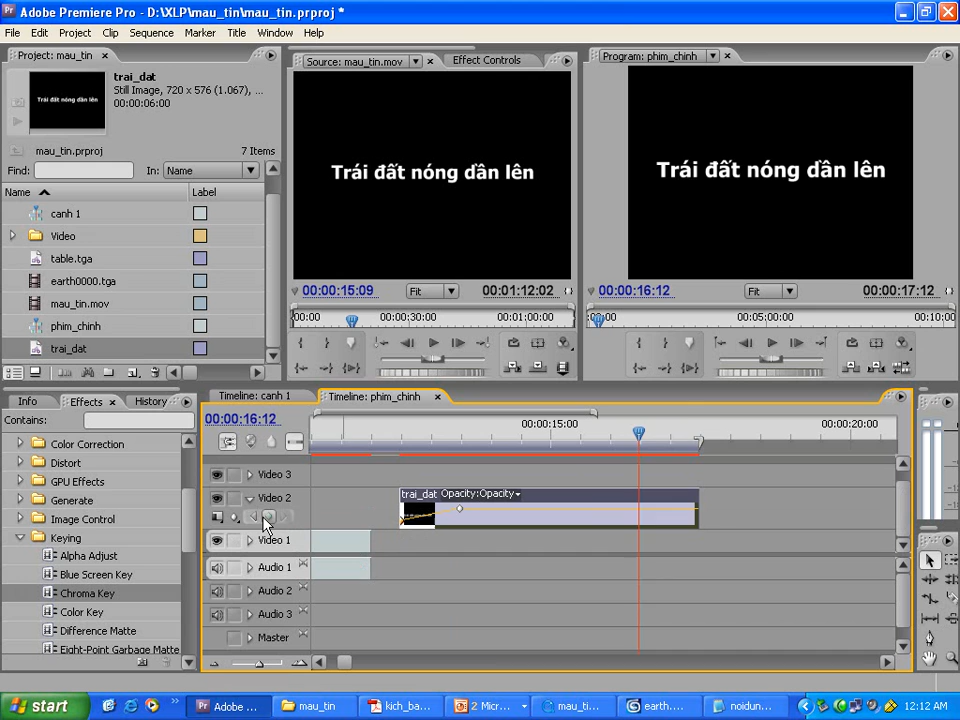 Adobe Premiere Pro - D:\XLP\mau_tin\mau_tin.prproj *
File Edit Project Clip Sequence Marker Title Window Help
Project: mau_tin
trai_dat
Still Image, 720 x 576 (1.067), ...
00:00:06:00
Trái đất nóng dần lên
mau_tin.prproj 7 Items
Find: In: Name
Name Label
canh 1
Video
table.tga
earth0000.tga
mau_tin.mov
phim_chinh
trai_dat
Source: mau_tin.mov Effect Controls
Trái đất nóng dần lên
00:00:15:09 Fit 00:01:12:02
00:00 00:00:30:00 00:01:00:00
Program: phim_chinh
Trái đất nóng dần lên
00:00:16:12 Fit 00:00:17:12
00:00 00:05:00:00 00:10:0
Info Effects History
Contains:
Color Correction
Distort
GPU Effects
Generate
Image Control
Keying
Alpha Adjust
Blue Screen Key
Chroma Key
Color Key
Difference Matte
Eight-Point Garbage Matte
Timeline: canh 1 Timeline: phim_chinh
00:00:16:12 00:00:15:00 00:00:20:00
Video 3
Video 2 trai_dat Opacity:Opacity
Video 1
Audio 1
Audio 2
Audio 3
Master
start Adobe ... mau_tin kich_ba... 2 Micr... mau_ti... earth.... noidun... 12:12 AM